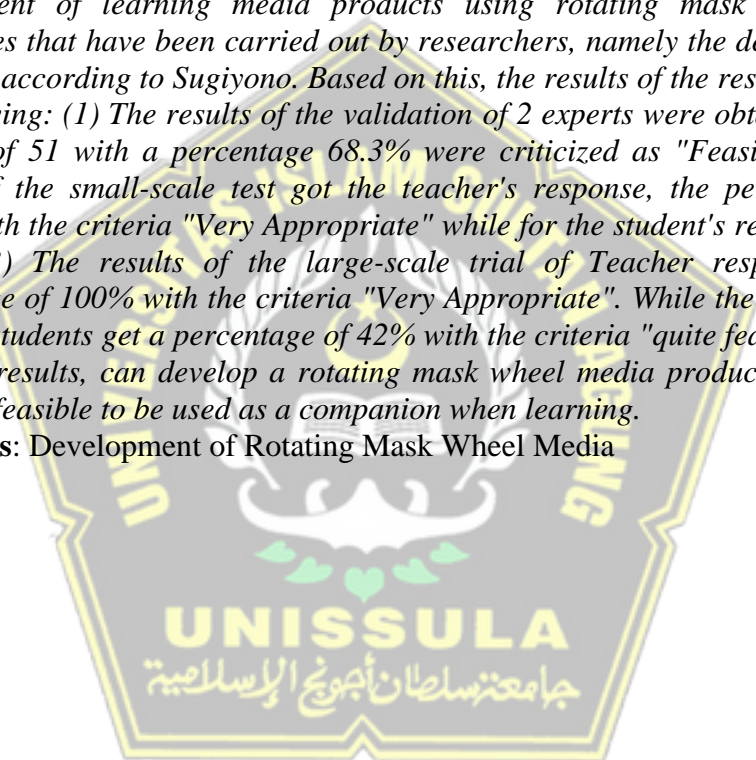 ent of learning media products using rotating mask
es that have been carried out by researchers, namely the de
according to Sugiyono. Based on this, the results of the res
ing: (1) The results of the validation of 2 experts were obt
of 51 with a percentage 68.3% were criticized as "Feasi
f the small-scale test got the teacher's response, the pe
th the criteria "Very Appropriate" while for the student's re
) The results of the large-scale trial of Teacher resp
e of 100% with the criteria "Very Appropriate". While the
tudents get a percentage of 42% with the criteria "quite fea
results, can develop a rotating mask wheel media produc
feasible to be used as a companion when learning.
s: Development of Rotating Mask Wheel Media
UNIVERSITAS ISLAM SULTAN AGUNG
UNISSULA
جامعة سلطان أجونج الإسلامية